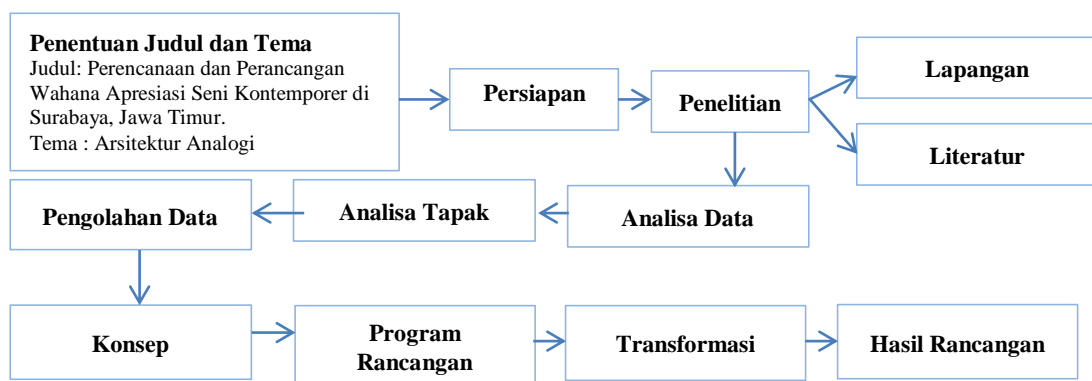 Penentuan Judul dan Tema
Judul: Perencanaan dan Perancangan
Wahana Apresiasi Seni Kontemporer di
Surabaya, Jawa Timur.
Tema : Arsitektur Analogi
Persiapan
Penelitian
Lapangan
Literatur
Pengolahan Data
Analisa Tapak
Analisa Data
Konsep
Program
Rancangan
Transformasi
Hasil Rancangan